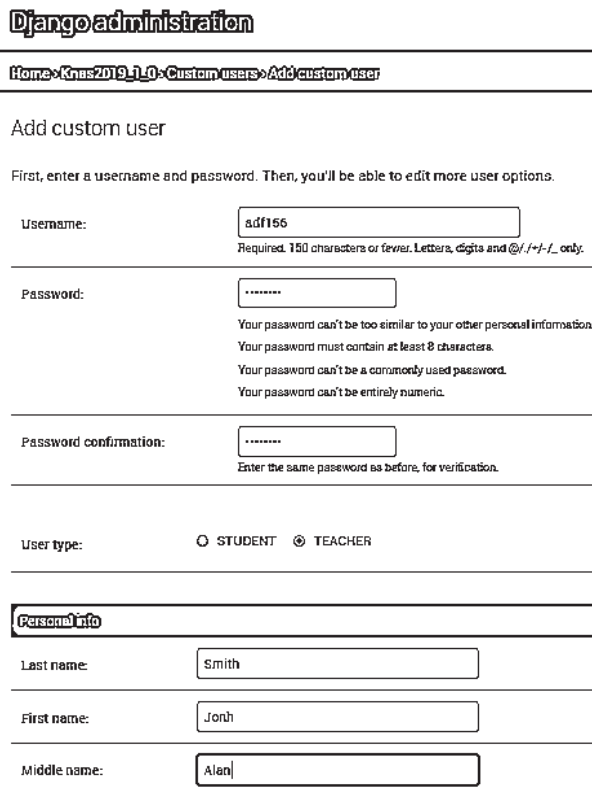 Django administration
Home › Knas2019_1_0 › Custom users › Add custom user
Add custom user
First, enter a username and password. Then, you'll be able to edit more user options.
Username: adf156
Required. 150 characters or fewer. Letters, digits and @/./+/-/_ only.
Password: ········
Your password can't be too similar to your other personal information
Your password must contain at least 8 characters.
Your password can't be a commonly used password.
Your password can't be entirely numeric.
Password confirmation: ········
Enter the same password as before, for verification.
User type: STUDENT TEACHER
Personal info
Last name: Smith
First name: Jonh
Middle name: Alan